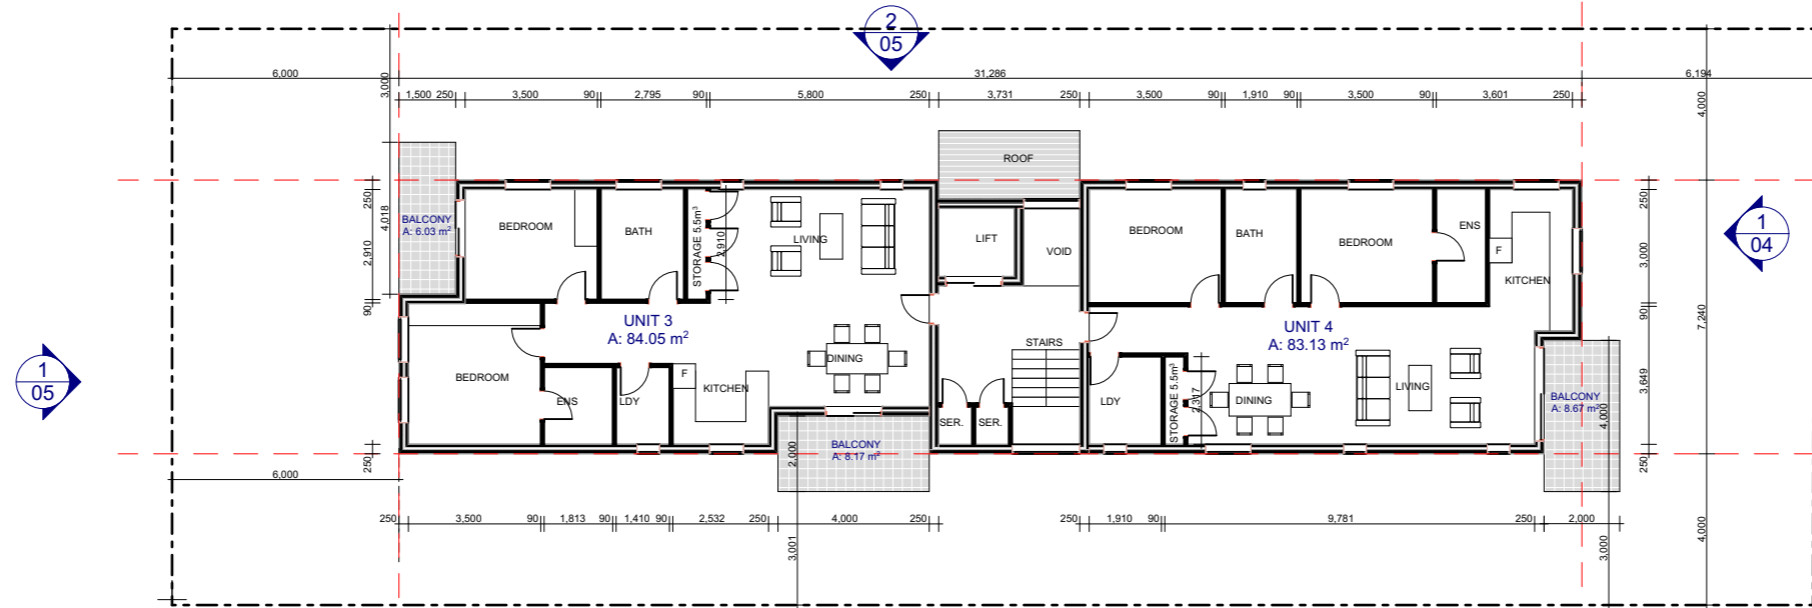 2
05
6,000
31,286
6,194
1,500 250 3,500 90 2,795 90 5,800 250 3,731 250 3,500 90 1,910 90 3,500 90 3,601 250
3,000
4,000
ROOF
250
4,018
2,910
90
250
BALCONY
A: 6.03 m²
BEDROOM
BATH
STORAGE 5.5m³
2,910
LIVING
LIFT
VOID
BEDROOM
BATH
BEDROOM
ENS
F
KITCHEN
250
3,000
90
7,240
3,649
250
1
04
UNIT 3
A: 84.05 m²
UNIT 4
A: 83.13 m²
STAIRS
DINING
1
05
BEDROOM
ENS
LDY
F
KITCHEN
SER.
SER.
LDY
STORAGE 5.5m³
2,317
DINING
LIVING
BALCONY
A: 8.67 m²
4,000
BALCONY
A: 8.17 m²
2,000
6,000
250 3,500 90 1,813 90 1,410 90 2,532 250 4,000 250 250 1,910 90 9,781 250 2,000
3,001
3,000
4,000